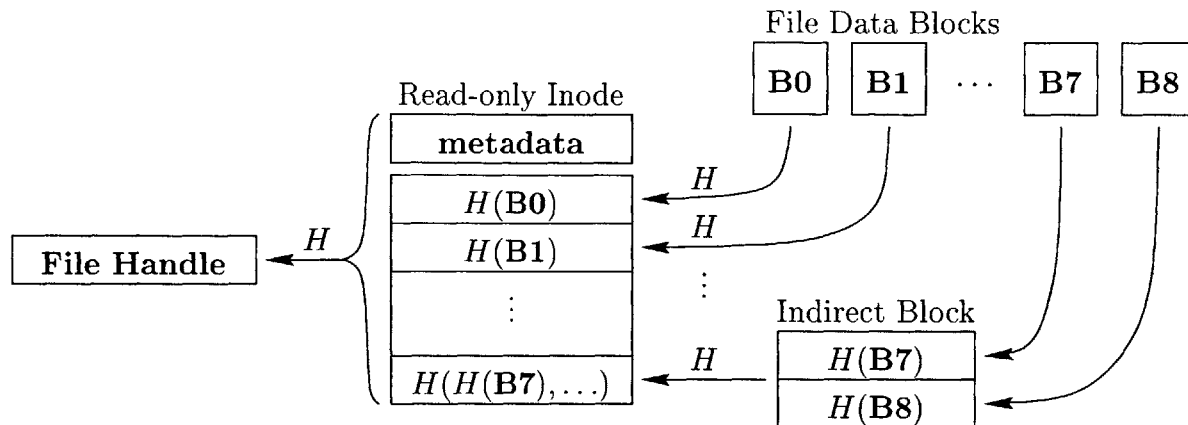 File Data Blocks
B0 B1 ⋯ B7 B8
Read-only Inode
metadata
H
H(B0)
H
H(B1)
H
File Handle
⋮
⋮
Indirect Block
H(B7)
H
H(H(B7),...)
H(B8)